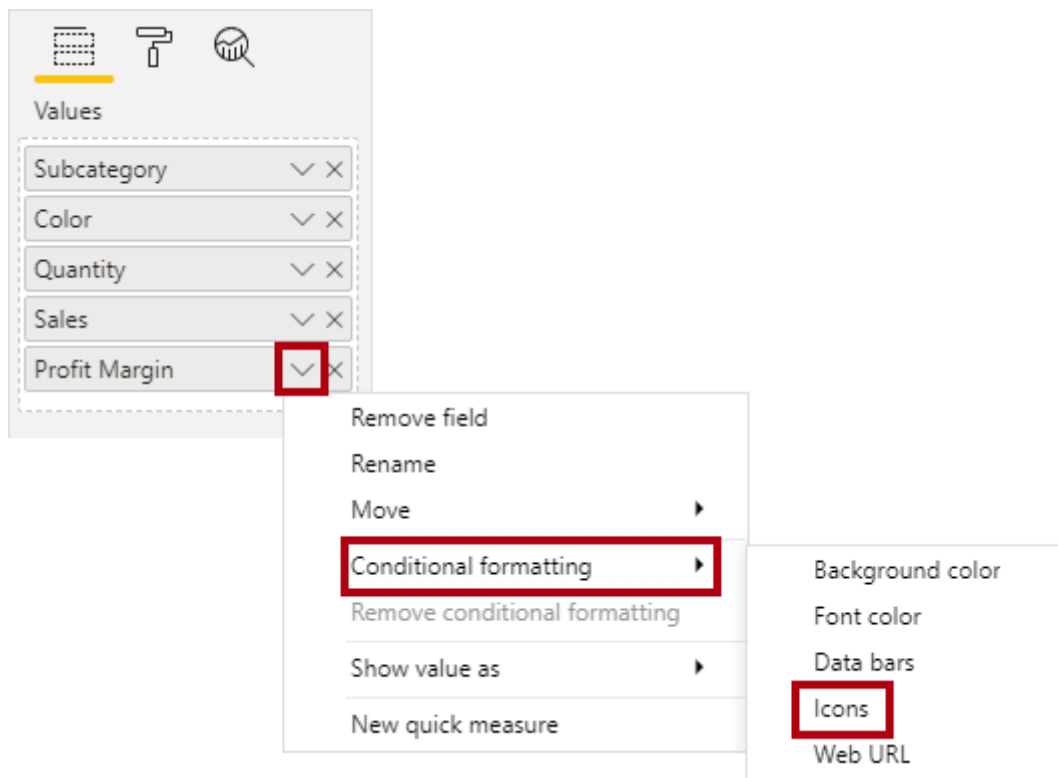 Values
Subcategory
Color
Quantity
Sales
Profit Margin
Remove field
Rename
Move
Conditional formatting
Remove conditional formatting
Show value as
New quick measure
Background color
Font color
Data bars
Icons
Web URL